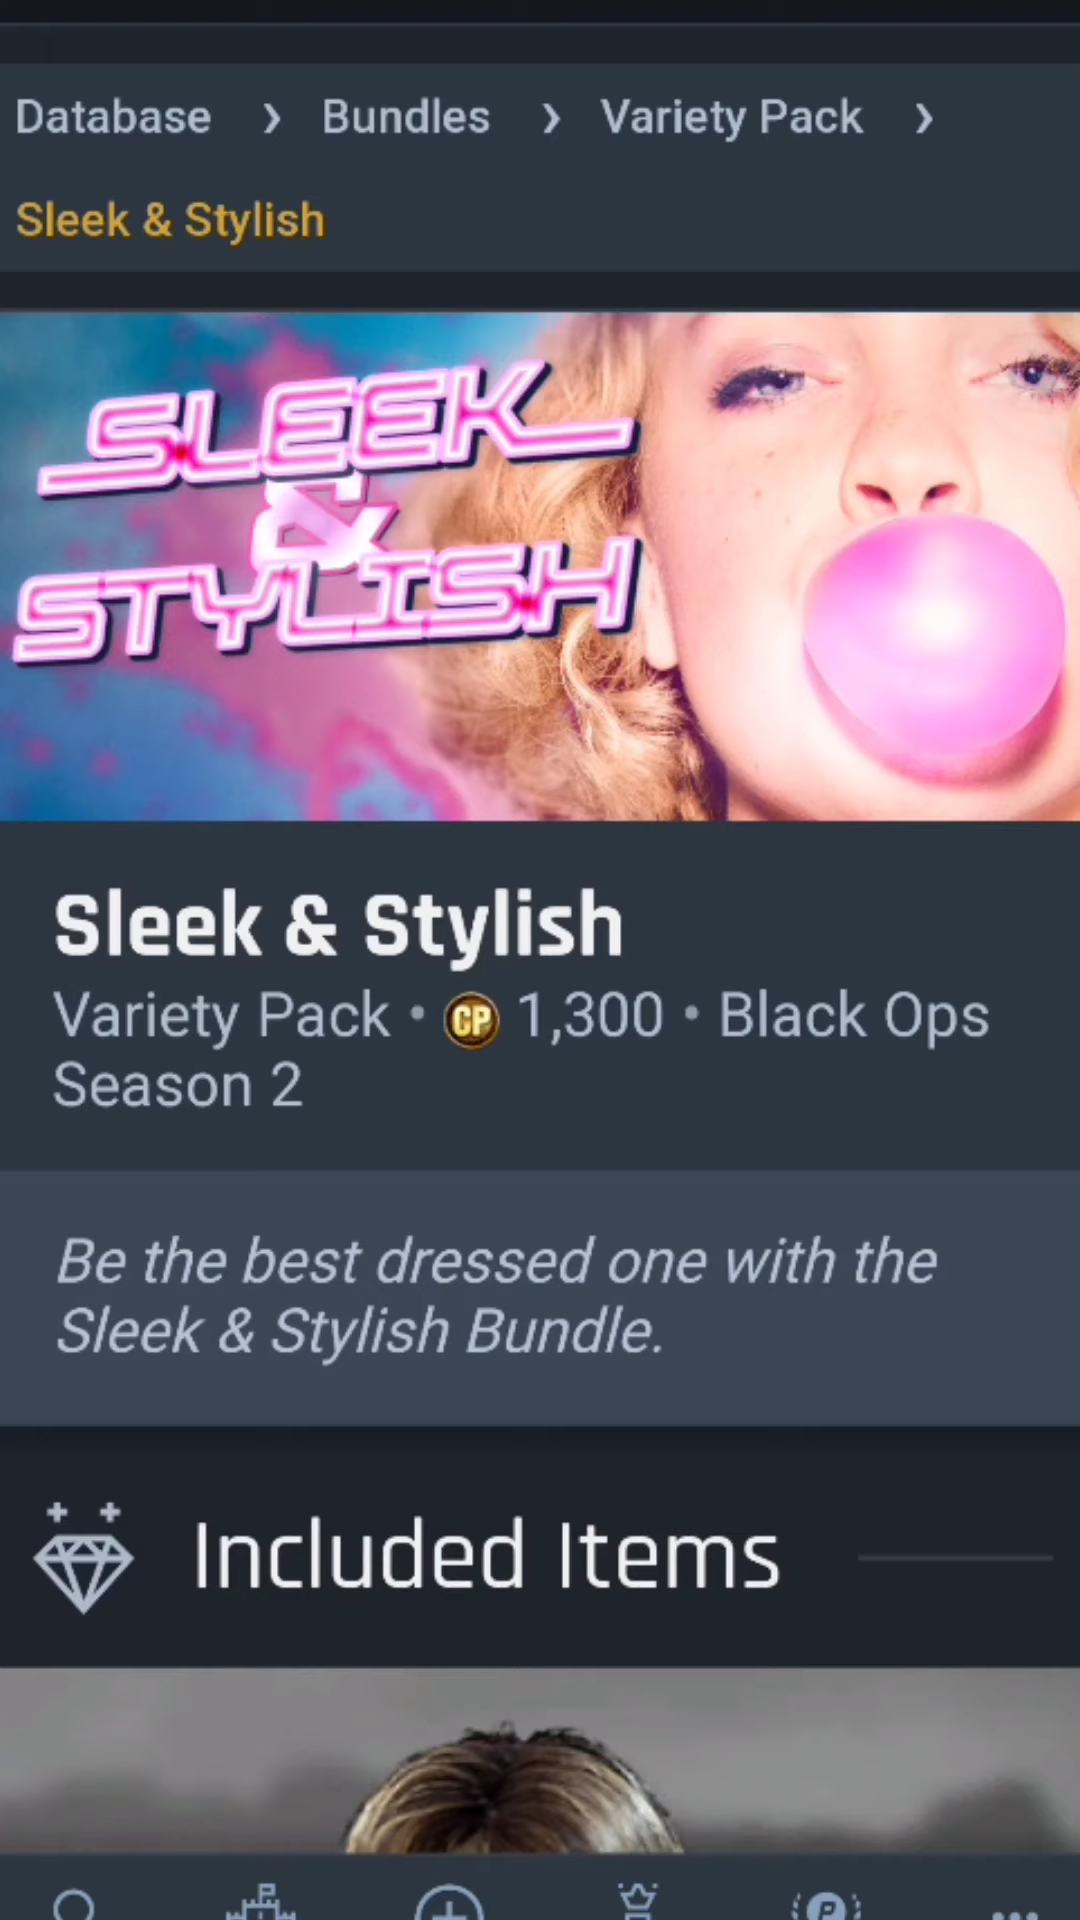 Database › Bundles › Variety Pack ›
Sleek & Stylish
SLEEK
&
STYLISH
Sleek & Stylish
Variety Pack • CP 1,300 • Black Ops
Season 2
Be the best dressed one with the
Sleek & Stylish Bundle.
Included Items